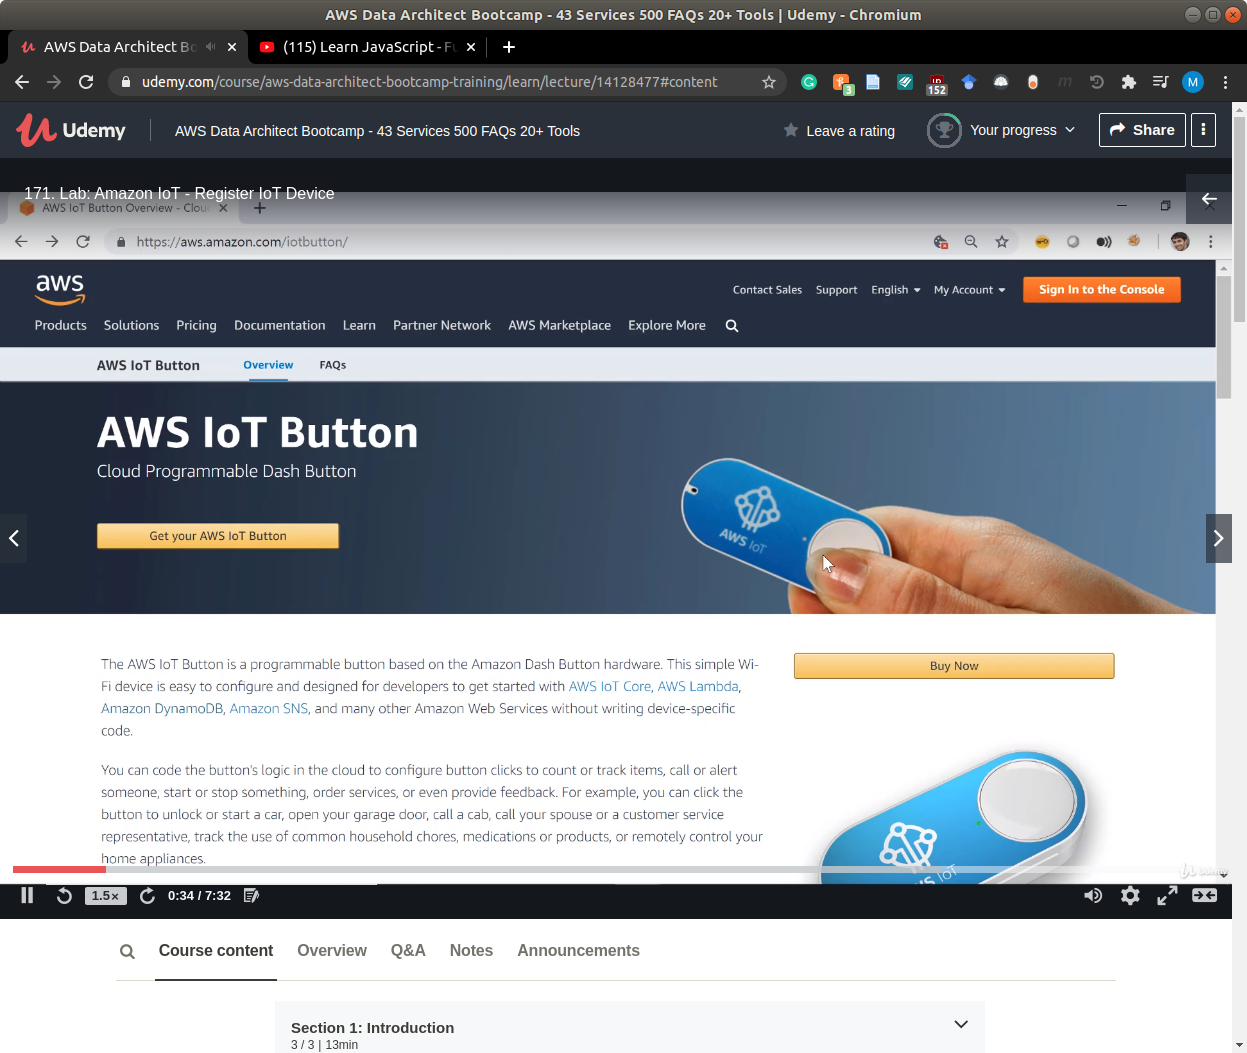 AWS Data Architect Bootcamp - 43 Services 500 FAQs 20+ Tools | Udemy - Chromium
AWS Data Architect Bo
(115) Learn JavaScript - Fu
udemy.com/course/aws-data-architect-bootcamp-training/learn/lecture/14128477#content
3
152
M
Udemy
AWS Data Architect Bootcamp - 43 Services 500 FAQs 20+ Tools
Leave a rating
Your progress
Share
171. Lab: Amazon IoT - Register IoT Device
AWS IoT Button Overview - Clou
https://aws.amazon.com/iotbutton/
aws
Contact Sales Support English My Account Sign In to the Console
Products Solutions Pricing Documentation Learn Partner Network AWS Marketplace Explore More
AWS IoT Button Overview FAQs
AWS IoT Button
Cloud Programmable Dash Button
Get your AWS IoT Button
AWS IoT
The AWS IoT Button is a programmable button based on the Amazon Dash Button hardware. This simple Wi-
Fi device is easy to configure and designed for developers to get started with AWS IoT Core, AWS Lambda,
Amazon DynamoDB, Amazon SNS, and many other Amazon Web Services without writing device-specific
code.
Buy Now
You can code the button's logic in the cloud to configure button clicks to count or track items, call or alert
someone, start or stop something, order services, or even provide feedback. For example, you can click the
button to unlock or start a car, open your garage door, call a cab, call your spouse or a customer service
representative, track the use of common household chores, medications or products, or remotely control your
home appliances.
WS IoT
Udemy
1.5×
0:34 / 7:32
Course content Overview Q&A Notes Announcements
Section 1: Introduction
3 / 3 | 13min